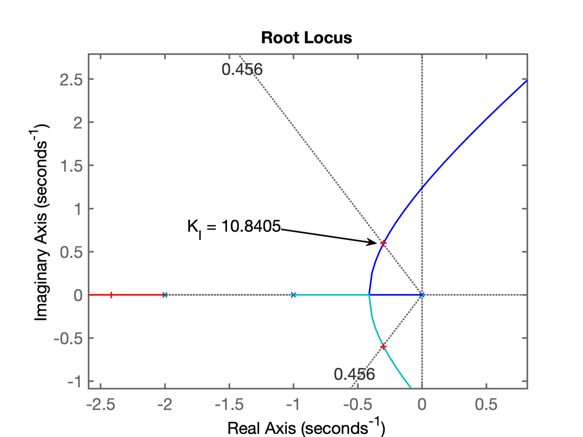 Root Locus
0.456
2.5
2
1.5
1
0.5
0
-0.5
-1
K_I = 10.8405
0.456
-2.5 -2 -1.5 -1 -0.5 0 0.5
Real Axis (seconds⁻¹)
Imaginary Axis (seconds⁻¹)